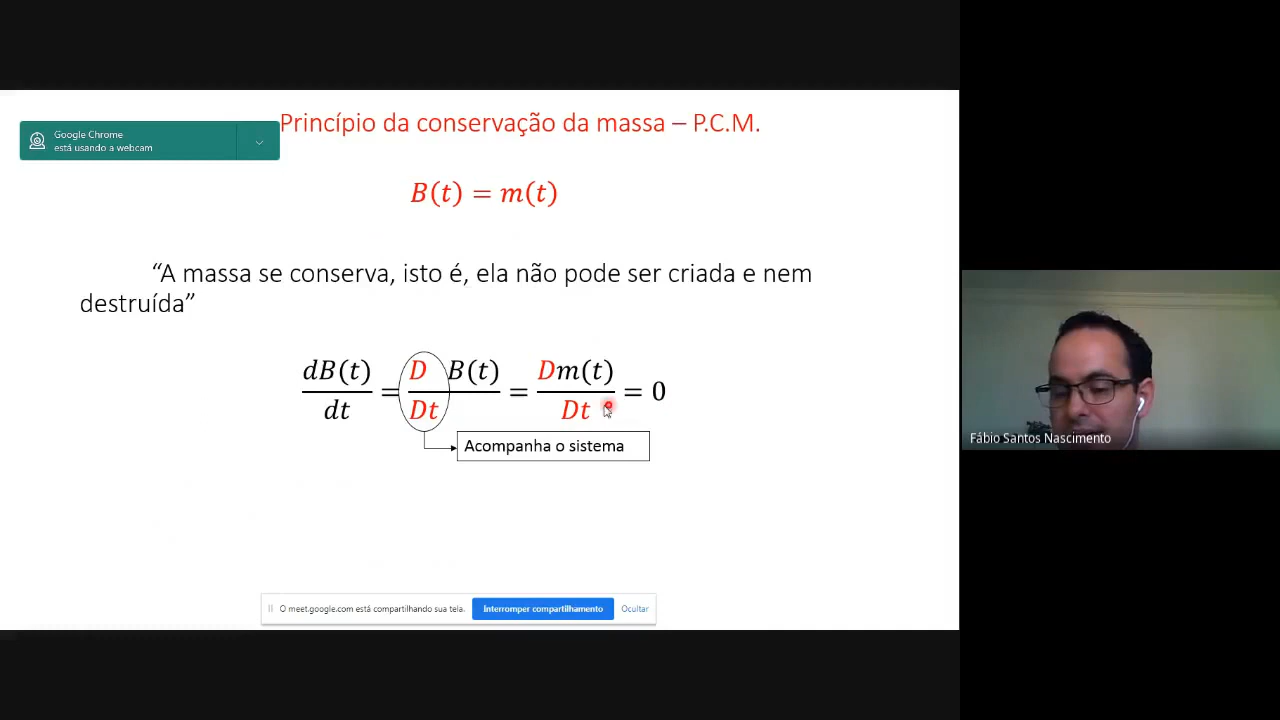 Princípio da conservação da massa – P.C.M.
Google Chrome
está usando a webcam
B(t) = m(t)
“A massa se conserva, isto é, ela não pode ser criada e nem
destruída”
dB(t)/dt = D/Dt B(t) = Dm(t)/Dt = 0
Acompanha o sistema
Fábio Santos Nascimento
O meet.google.com está compartilhando sua tela. Interromper compartilhamento Ocultar